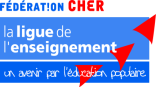 FÉDÉRAT!ON CHER
la ligue de
l'enseignement
un avenir par l'éducation populaire